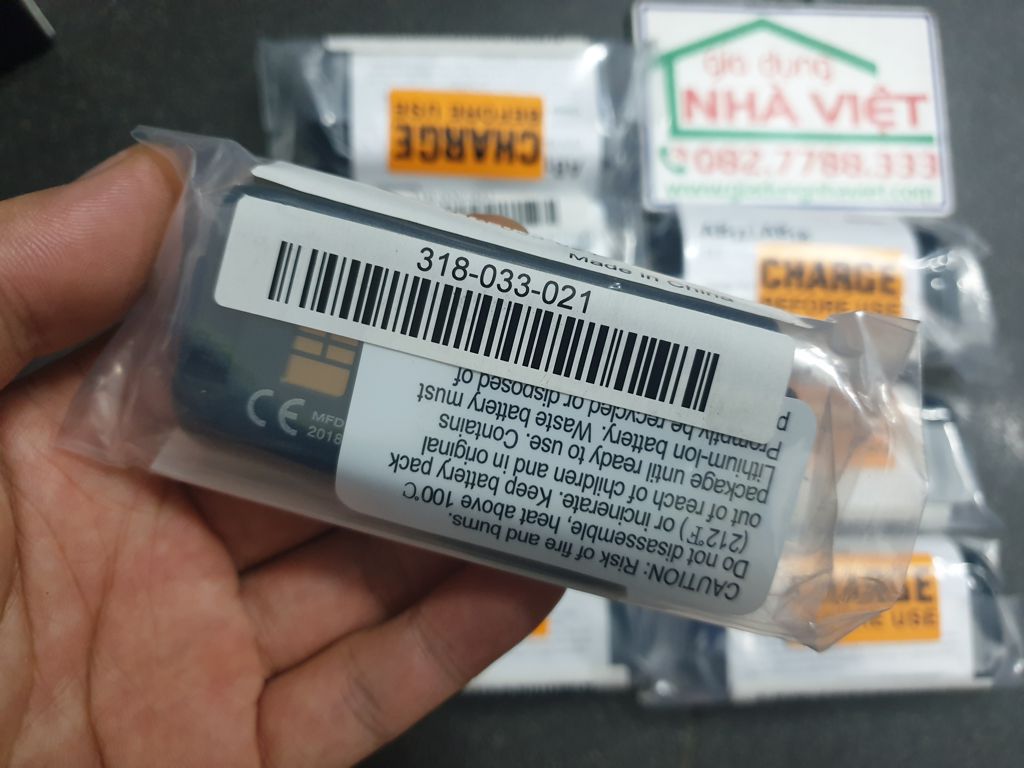 CHARGE
BEFORE USE
gia dụng
NHÀ VIỆT
082.7788.333
www.giadungnhaviet.com
Made in China
318-033-021
CE
MFD
2018
CAUTION: Risk of fire and burns.
Do not disassemble, heat above 100°C
(212°F) or incinerate. Keep battery pack
out of reach of children and in original
package until ready to use. Contains
Lithium-Ion battery. Waste battery must
Promptly be recycled or disposed of
p
CHARGE
BEFORE USE